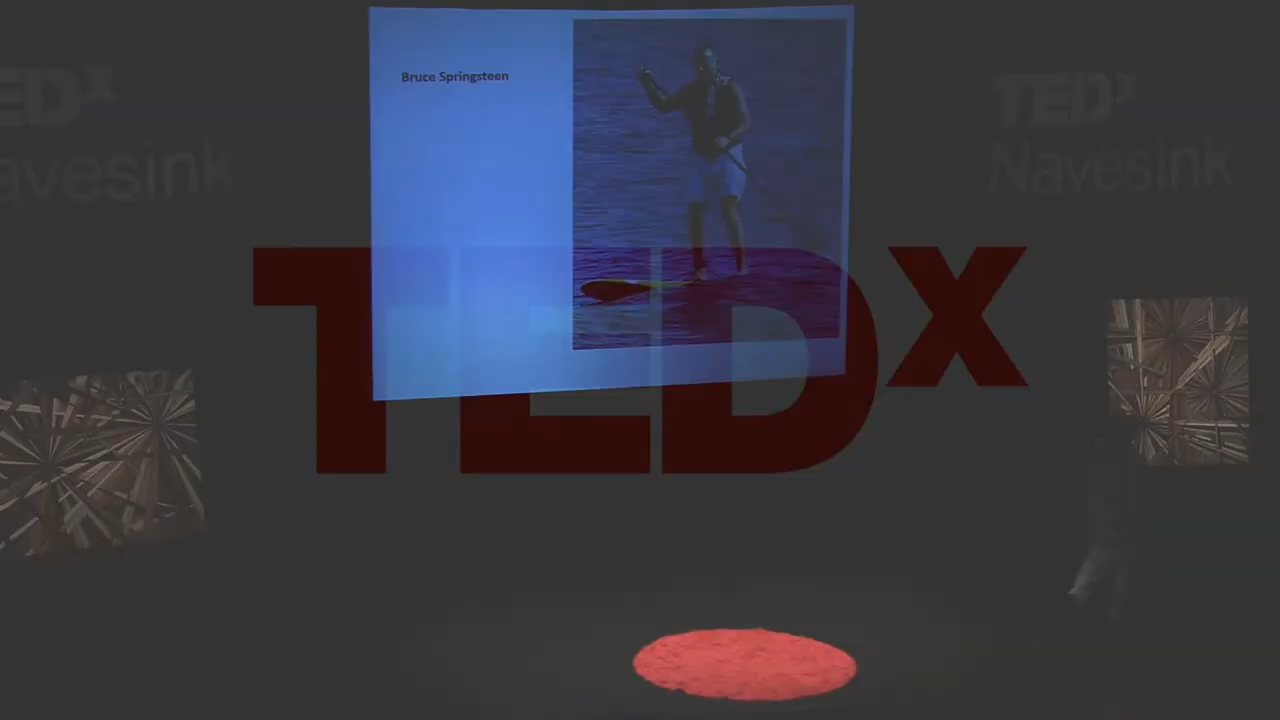 TEDx
Navesink
Bruce Springsteen
TEDx
Navesink
TEDx